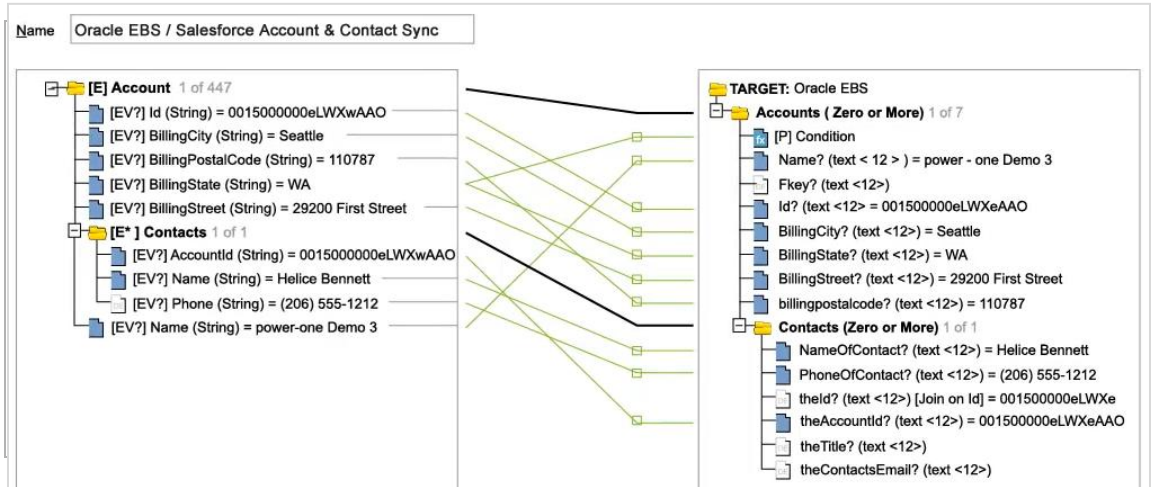 Name Oracle EBS / Salesforce Account & Contact Sync
[E] Account 1 of 447
[EV?] Id (String) = 0015000000eLWXwAAO
[EV?] BillingCity (String) = Seattle
[EV?] BillingPostalCode (String) = 110787
[EV?] BillingState (String) = WA
[EV?] BillingStreet (String) = 29200 First Street
[E* ] Contacts 1 of 1
[EV?] AccountId (String) = 0015000000eLWXwAAO
[EV?] Name (String) = Helice Bennett
[EV?] Phone (String) = (206) 555-1212
[EV?] Name (String) = power-one Demo 3
TARGET: Oracle EBS
Accounts ( Zero or More) 1 of 7
fx [P] Condition
Name? (text < 12 > ) = power - one Demo 3
Fkey? (text <12>)
Id? (text <12> = 001500000eLWXeAAO
BillingCity? (text <12>) = Seattle
BillingState? (text <12>) = WA
BillingStreet? (text <12>) = 29200 First Street
billingpostalcode? (text <12>) = 110787
Contacts (Zero or More) 1 of 1
NameOfContact? (text <12>) = Helice Bennett
PhoneOfContact? (text <12>) = (206) 555-1212
theId? (text <12>) [Join on Id] = 001500000eLWXe
theAccountId? (text <12>) = 001500000eLWXeAAO
theTitle? (text <12>)
theContactsEmail? (text <12>)